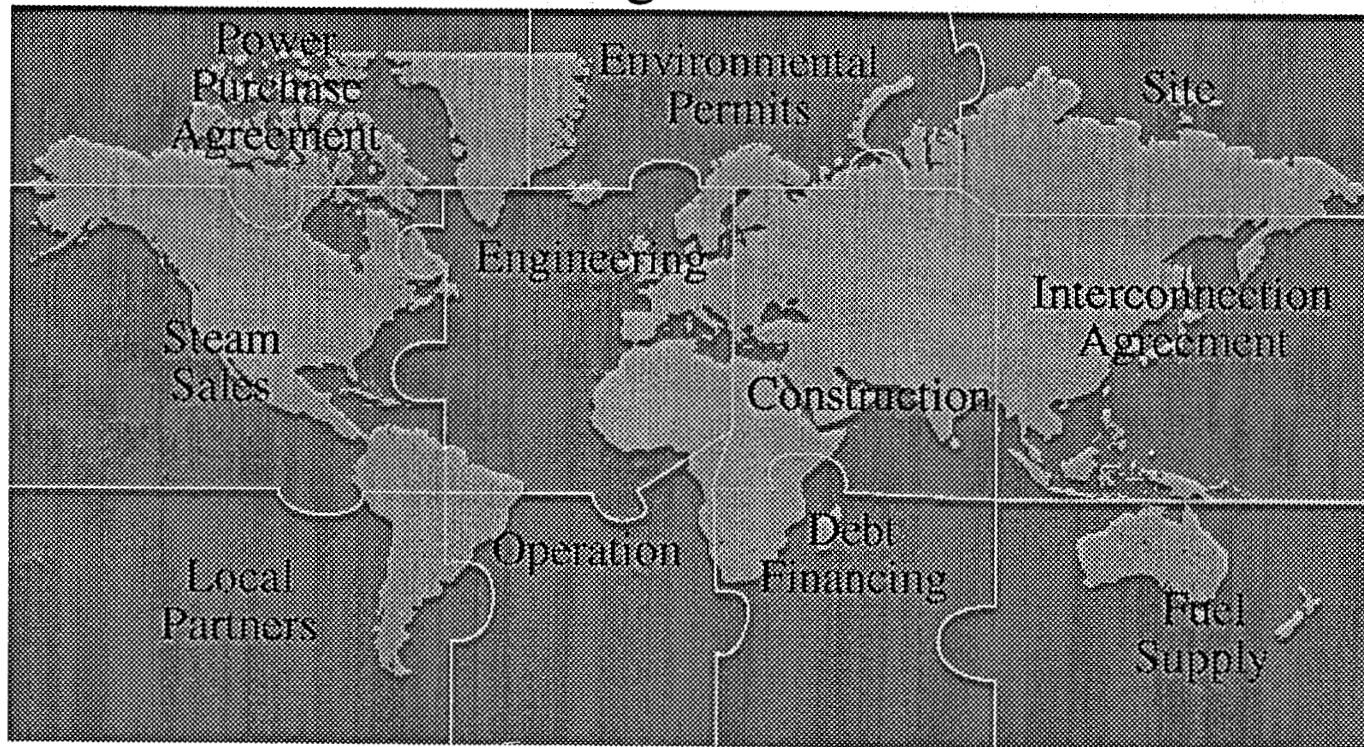 Power
Purchase
Agreement
Environmental
Permits
Site
Steam
Sales
Engineering
Construction
Interconnection
Agreement
Local
Partners
Operation
Debt
Financing
Fuel
Supply